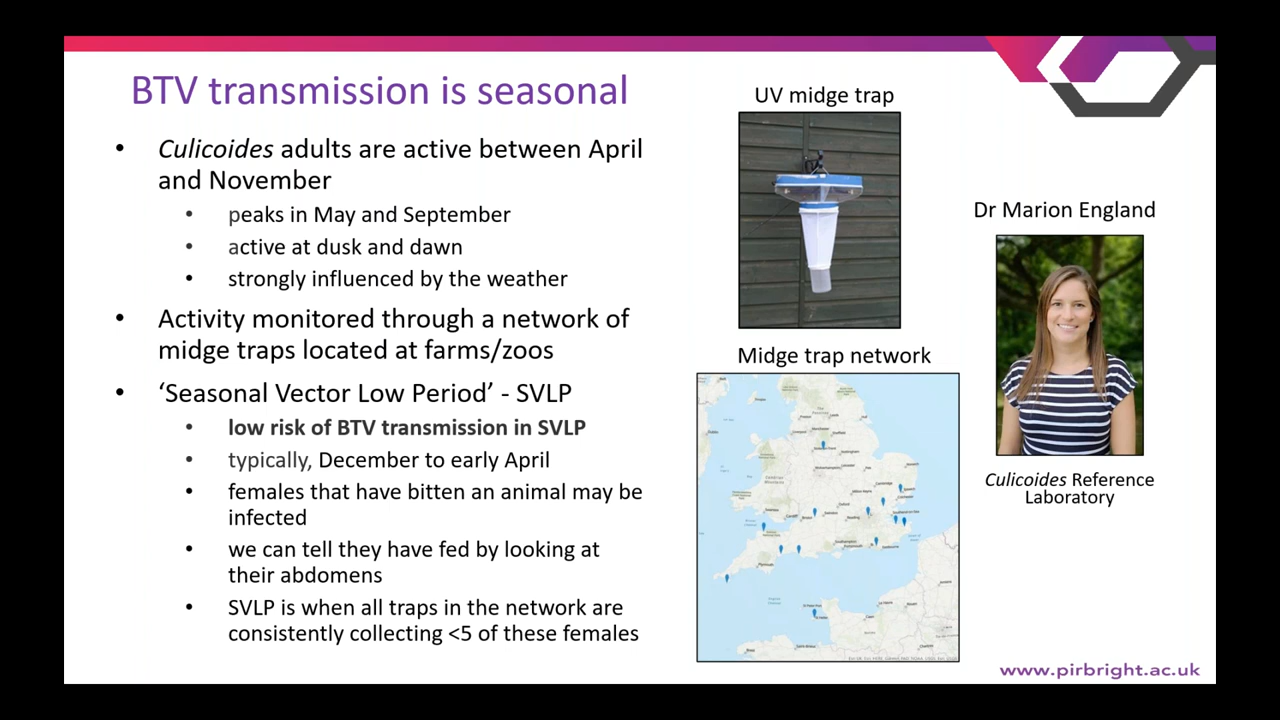 BTV transmission is seasonal
• Culicoides adults are active between April
and November
• peaks in May and September
• active at dusk and dawn
• strongly influenced by the weather
• Activity monitored through a network of
midge traps located at farms/zoos
• ‘Seasonal Vector Low Period’ - SVLP
• low risk of BTV transmission in SVLP
• typically, December to early April
• females that have bitten an animal may be
infected
• we can tell they have fed by looking at
their abdomens
• SVLP is when all traps in the network are
consistently collecting <5 of these females
UV midge trap
Midge trap network
Plymouth
Dr Marion England
Culicoides Reference
Laboratory
www.pirbright.ac.uk